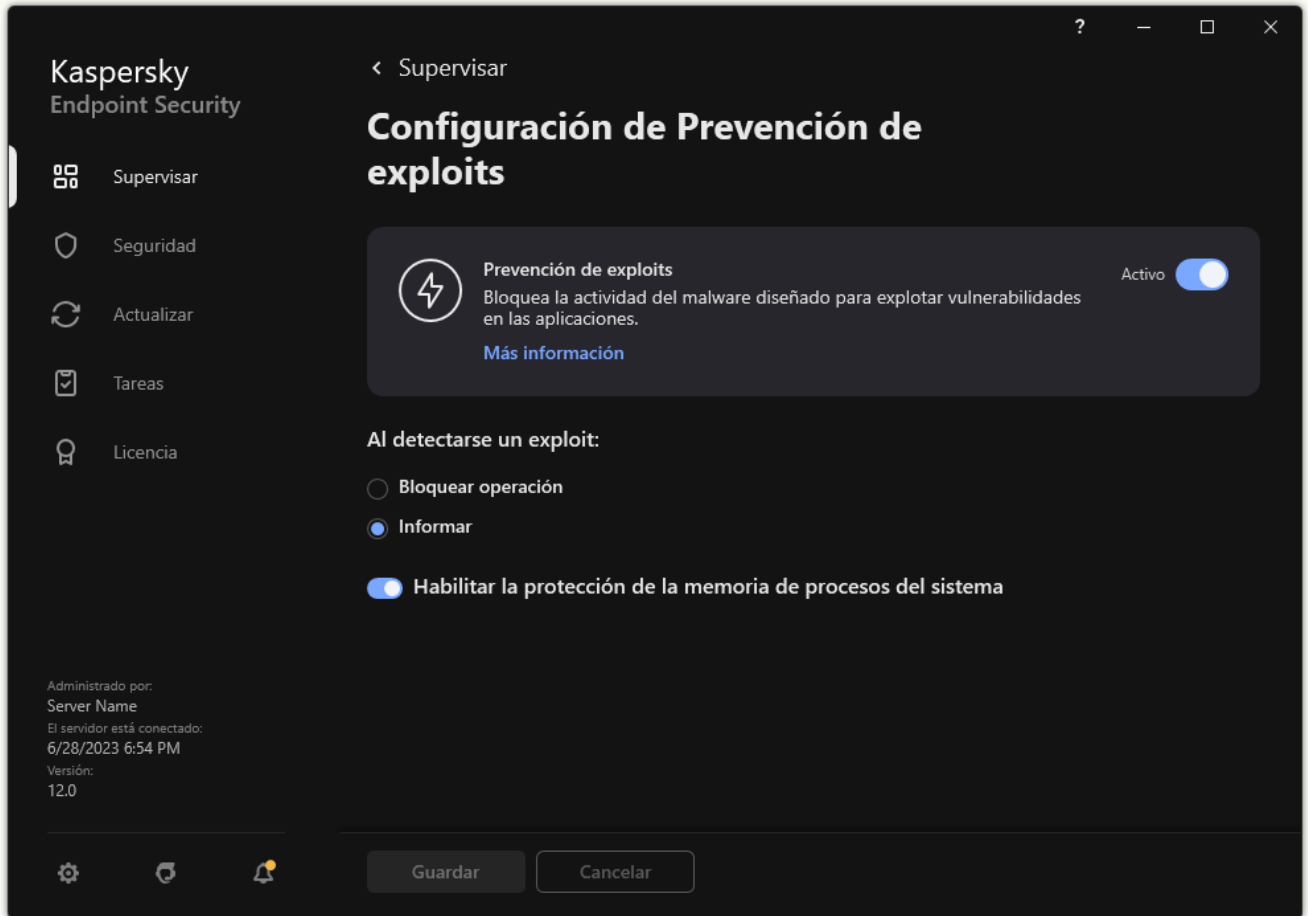 ?
Kaspersky
Endpoint Security
Supervisar
Seguridad
Actualizar
Tareas
Licencia
Administrado por:
Server Name
El servidor está conectado:
6/28/2023 6:54 PM
Versión:
12.0
Supervisar
Configuración de Prevención de
exploits
Prevención de exploits
Activo
Bloquea la actividad del malware diseñado para explotar vulnerabilidades
en las aplicaciones.
Más información
Al detectarse un exploit:
Bloquear operación
Informar
Habilitar la protección de la memoria de procesos del sistema
Guardar
Cancelar